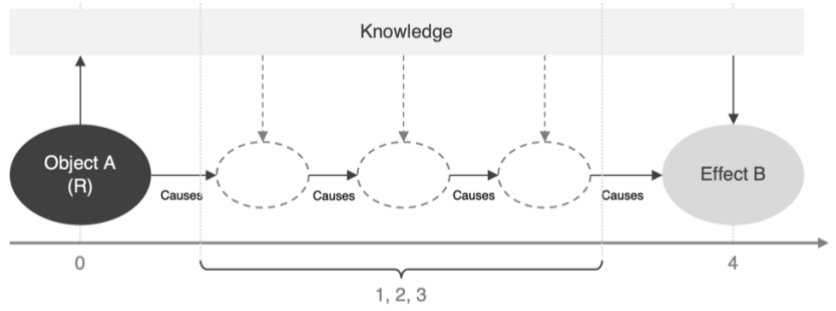 Knowledge
Object A
(R)
Causes
Causes
Causes
Causes
Effect B
0
4
1, 2, 3